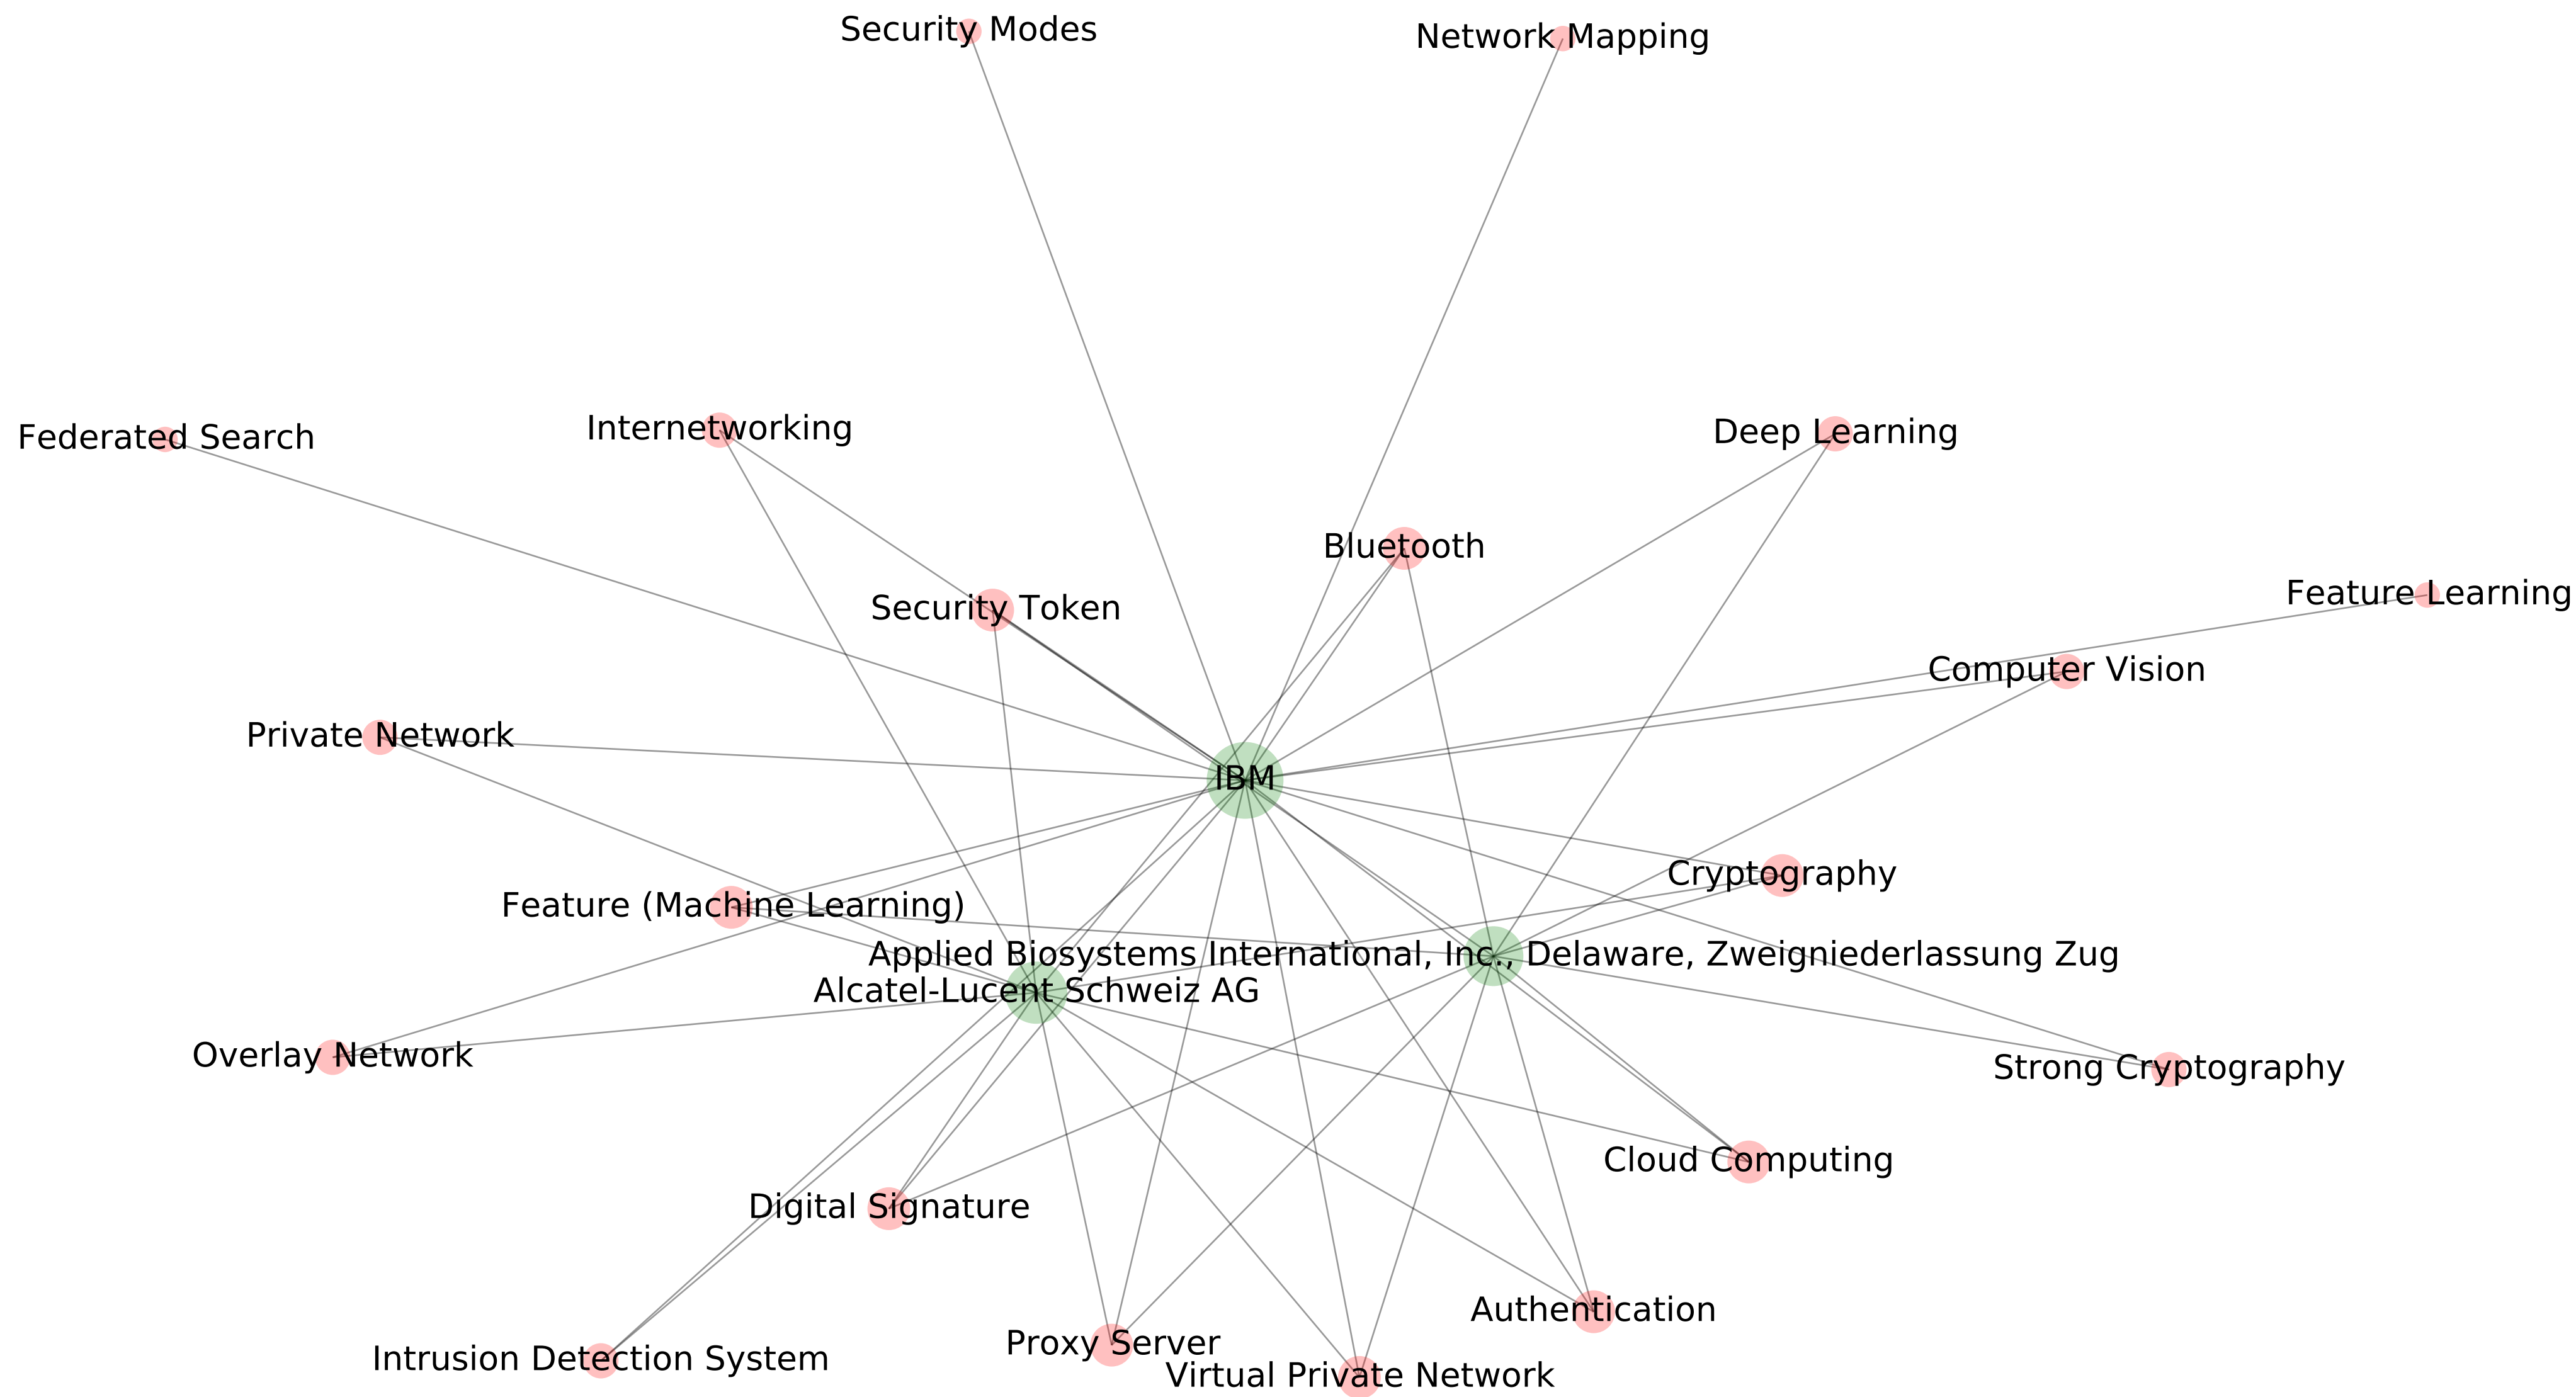 Security Modes
Network Mapping
Federated Search
Internetworking
Deep Learning
Bluetooth
Feature Learning
Security Token
Computer Vision
Private Network
IBM
Cryptography
Feature (Machine Learning)
Applied Biosystems International, Inc., Delaware, Zweigniederlassung Zug
Alcatel-Lucent Schweiz AG
Overlay Network
Strong Cryptography
Cloud Computing
Digital Signature
Authentication
Proxy Server
Intrusion Detection System
Virtual Private Network